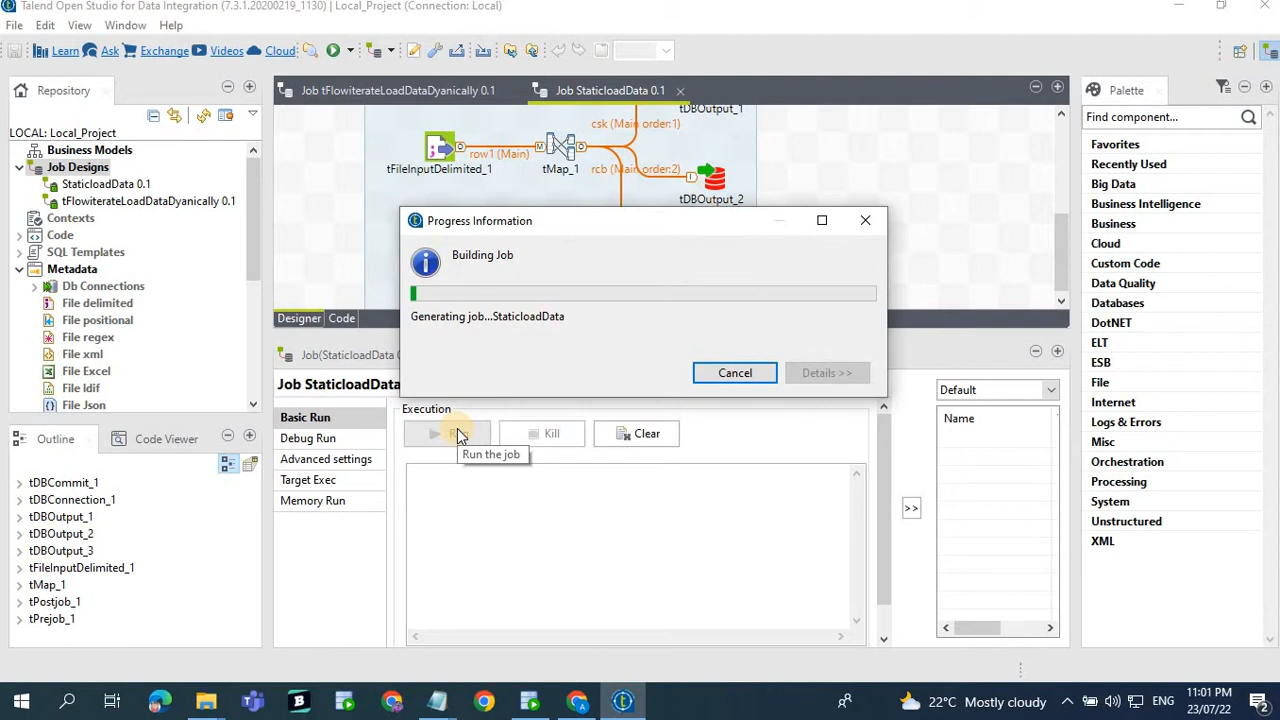 Talend Open Studio for Data Integration (7.3.1.20200219_1130) | Local_Project (Connection: Local)
File Edit View Window Help
Learn Ask Exchange Videos Cloud
Repository
LOCAL: Local_Project
Business Models
Job Designs
StaticloadData 0.1
tFlowiterateLoadDataDyanically 0.1
Contexts
Code
SQL Templates
Metadata
Db Connections
File delimited
File positional
File regex
File xml
File Excel
File ldif
File Json
Outline
Code Viewer
tDBCommit_1
tDBConnection_1
tDBOutput_1
tDBOutput_2
tDBOutput_3
tFileInputDelimited_1
tMap_1
tPostjob_1
tPrejob_1
Job tFlowiterateLoadDataDyanically 0.1
Job StaticloadData 0.1
tDBOutput_1
csk (Main order:1)
row1 (Main)
tFileInputDelimited_1
tMap_1
rcb (Main order:2)
tDBOutput_2
Designer Code
Progress Information
Building Job
Generating job...StaticloadData
Cancel
Details >>
Job(StaticloadData 0
Job StaticloadData
Basic Run
Debug Run
Advanced settings
Target Exec
Memory Run
Execution
Kill
Clear
Run the job
>>
Default
Name
Palette
Find component...
Favorites
Recently Used
Big Data
Business Intelligence
Business
Cloud
Custom Code
Data Quality
Databases
DotNET
ELT
ESB
File
Internet
Logs & Errors
Misc
Orchestration
Processing
System
Unstructured
XML
22°C Mostly cloudy
ENG
11:01 PM
23/07/22
2